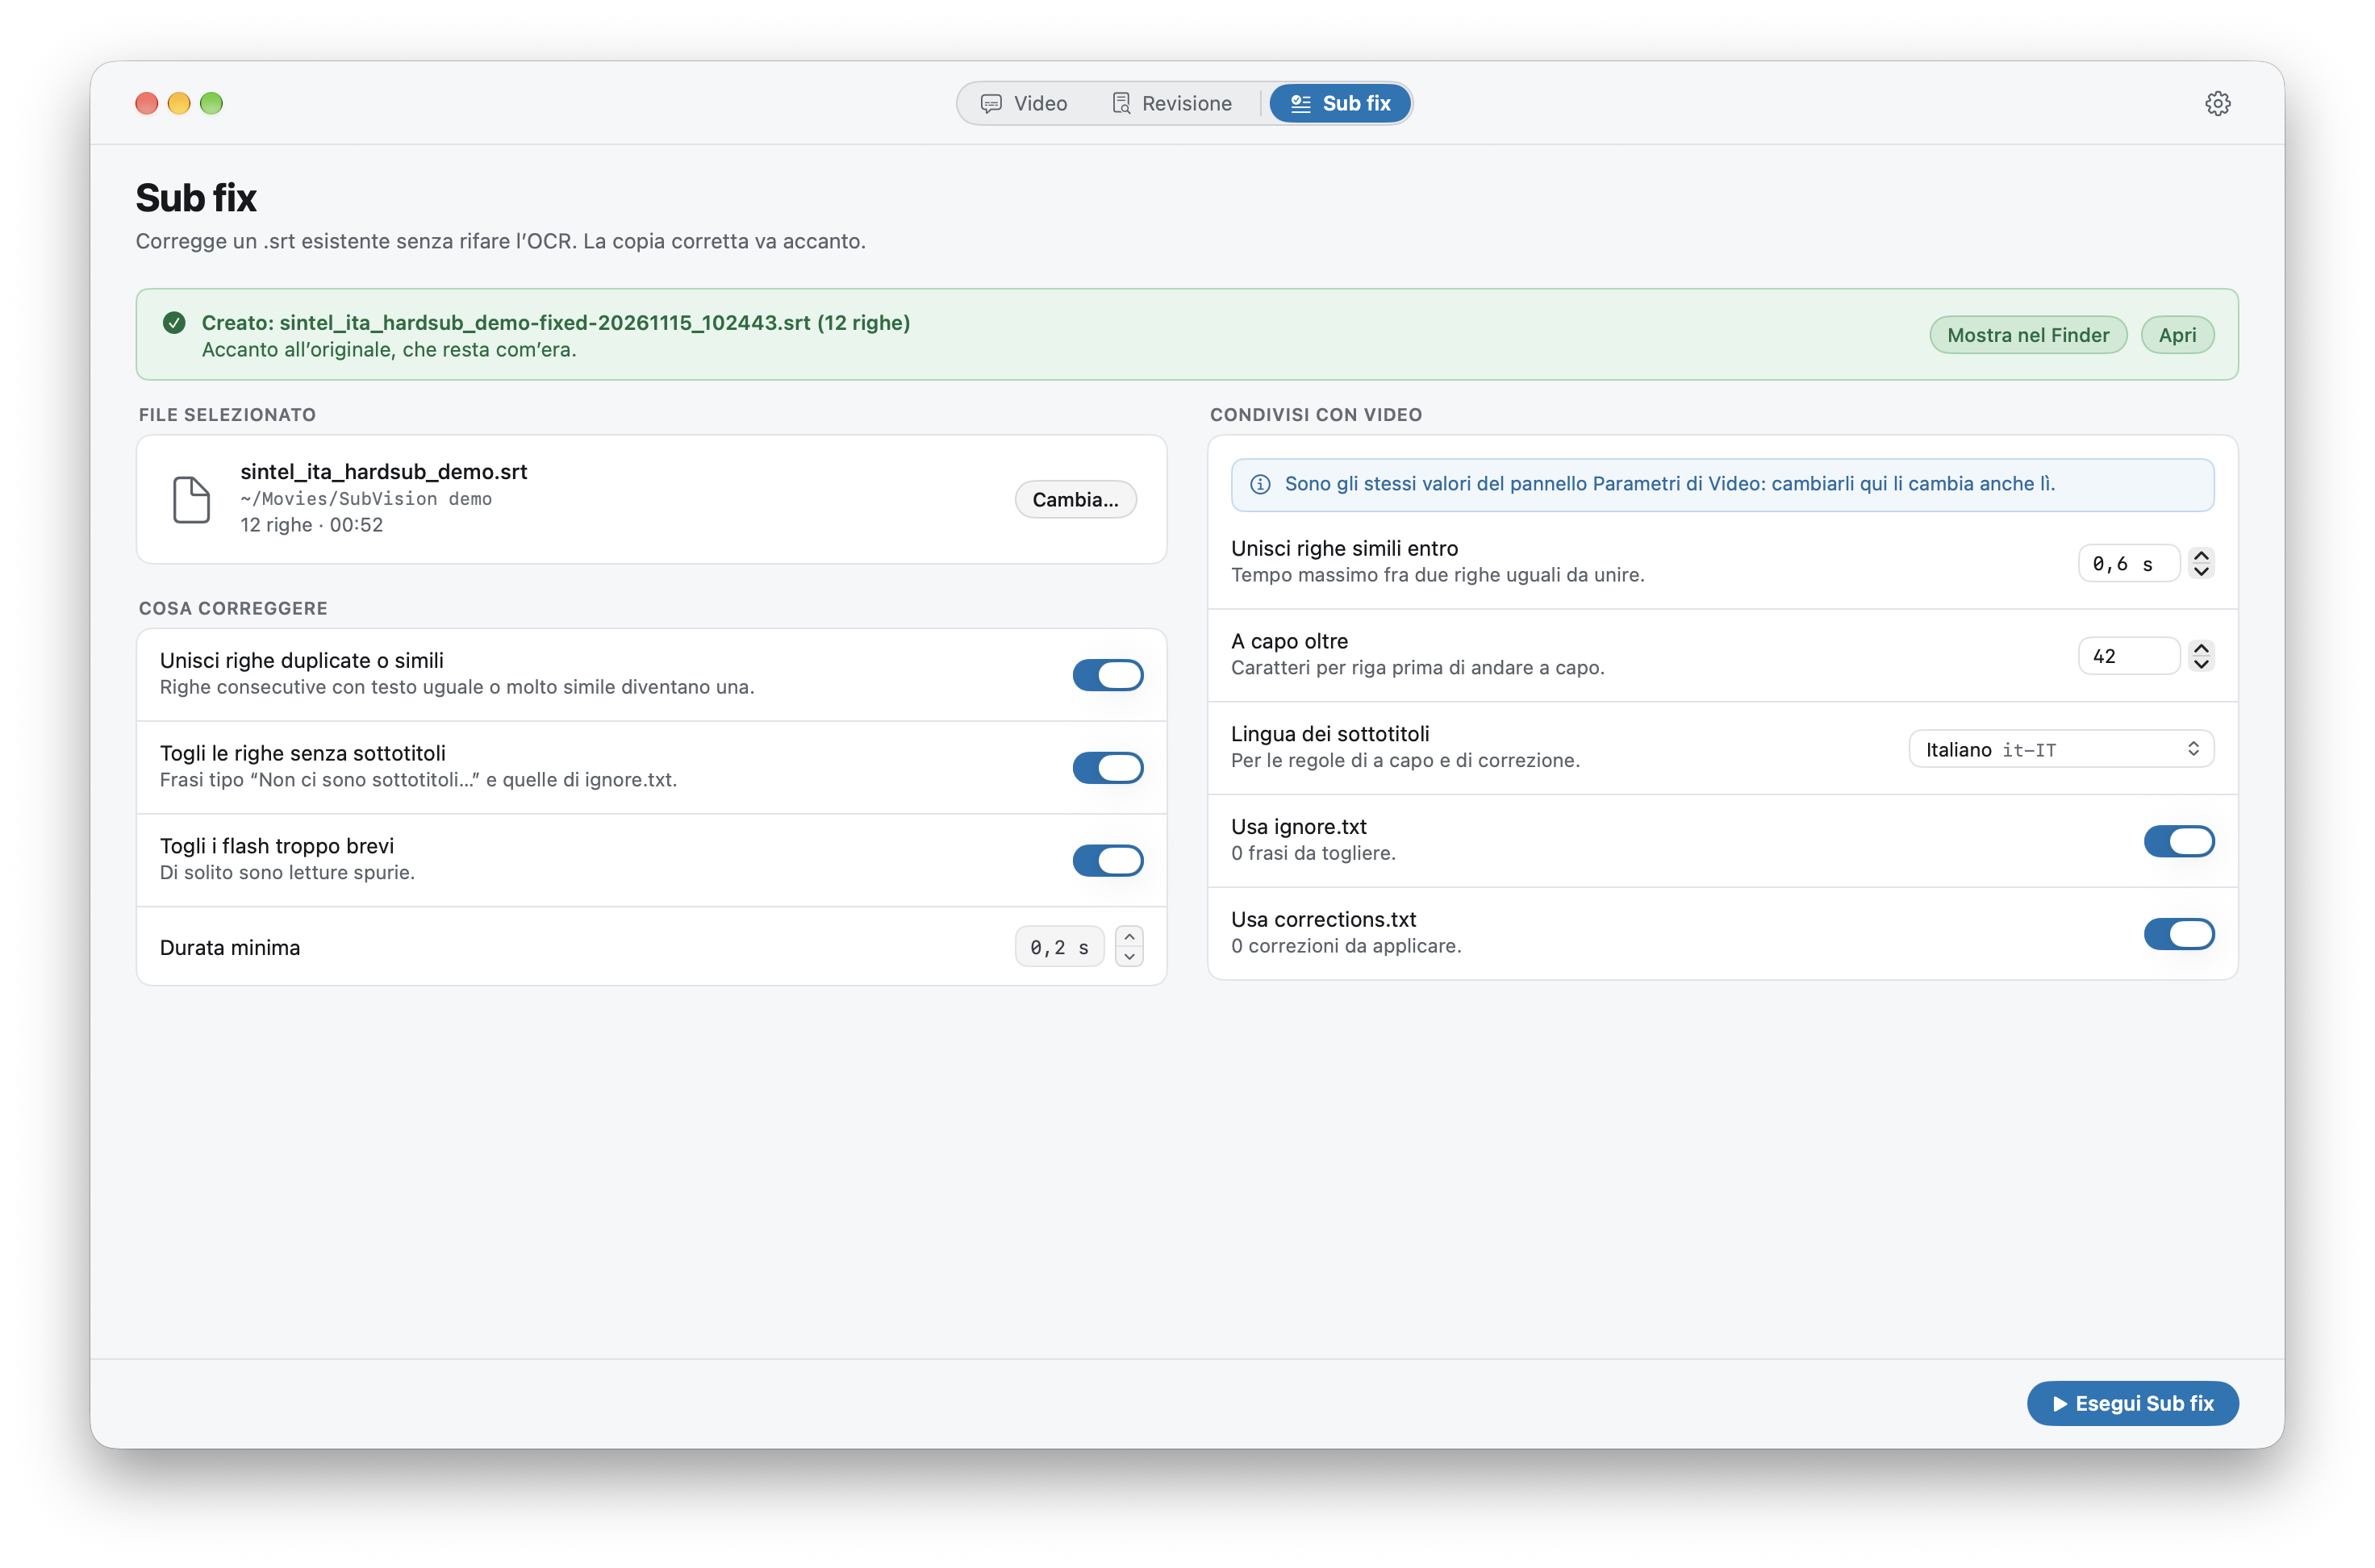 Video
Revisione
Sub fix
Sub fix
Corregge un .srt esistente senza rifare l’OCR. La copia corretta va accanto.
Creato: sintel_ita_hardsub_demo-fixed-20261115_102443.srt (12 righe)
Accanto all’originale, che resta com’era.
Mostra nel Finder
Apri
FILE SELEZIONATO
sintel_ita_hardsub_demo.srt
~/Movies/SubVision demo
12 righe · 00:52
Cambia...
COSA CORREGGERE
Unisci righe duplicate o simili
Righe consecutive con testo uguale o molto simile diventano una.
Togli le righe senza sottotitoli
Frasi tipo “Non ci sono sottotitoli...” e quelle di ignore.txt.
Togli i flash troppo brevi
Di solito sono letture spurie.
Durata minima
0,2 s
CONDIVISI CON VIDEO
Sono gli stessi valori del pannello Parametri di Video: cambiarli qui li cambia anche lì.
Unisci righe simili entro
Tempo massimo fra due righe uguali da unire.
0,6 s
A capo oltre
Caratteri per riga prima di andare a capo.
42
Lingua dei sottotitoli
Per le regole di a capo e di correzione.
Italiano it-IT
Usa ignore.txt
0 frasi da togliere.
Usa corrections.txt
0 correzioni da applicare.
Esegui Sub fix